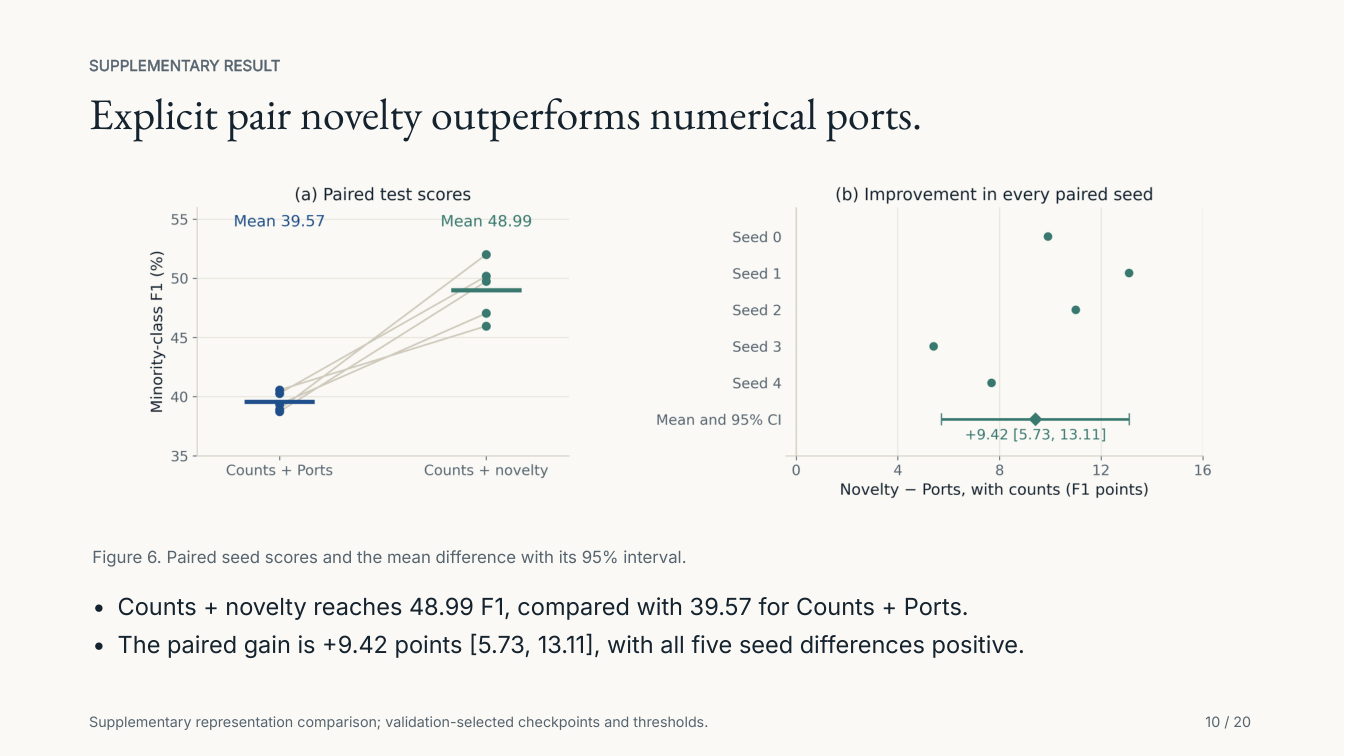 SUPPLEMENTARY RESULT
Explicit pair novelty outperforms numerical ports.
(a) Paired test scores
Mean 39.57
Mean 48.99
55
50
45
40
35
Minority-class F1 (%)
Counts + Ports
Counts + novelty
(b) Improvement in every paired seed
Seed 0
Seed 1
Seed 2
Seed 3
Seed 4
Mean and 95% CI
+9.42 [5.73, 13.11]
0
4
8
12
16
Novelty − Ports, with counts (F1 points)
Figure 6. Paired seed scores and the mean difference with its 95% interval.
• Counts + novelty reaches 48.99 F1, compared with 39.57 for Counts + Ports.
• The paired gain is +9.42 points [5.73, 13.11], with all five seed differences positive.
Supplementary representation comparison; validation-selected checkpoints and thresholds.
10 / 20